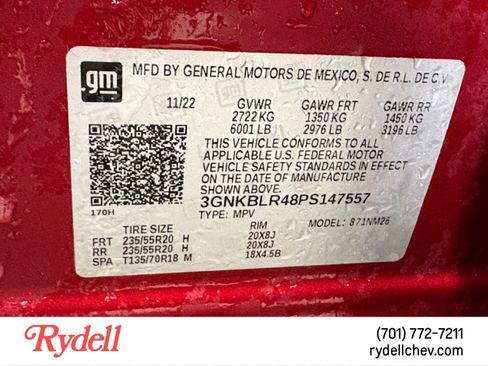 gm
MFD BY GENERAL MOTORS DE MEXICO, S. DE R.L. DE C.V.
11/22 GVWR GAWR FRT GAWR RR
2722 KG 1350 KG 1450 KG
6001 LB 2976 LB 3196 LB
THIS VEHICLE CONFORMS TO ALL
APPLICABLE U.S. FEDERAL MOTOR
VEHICLE SAFETY STANDARDS IN EFFECT
ON THE DATE OF MANUFACTURE
SHOWN ABOVE.
3GNKBLR48PS147557
170H TYPE: MPV MODEL: 871NM26
TIRE SIZE RIM
FRT 235/55R20 H 20X8J
RR 235/55R20 H 20X8J
SPA T135/70R18 M 18X4.5B
Rydell
(701) 772-7211
rydellchev.com